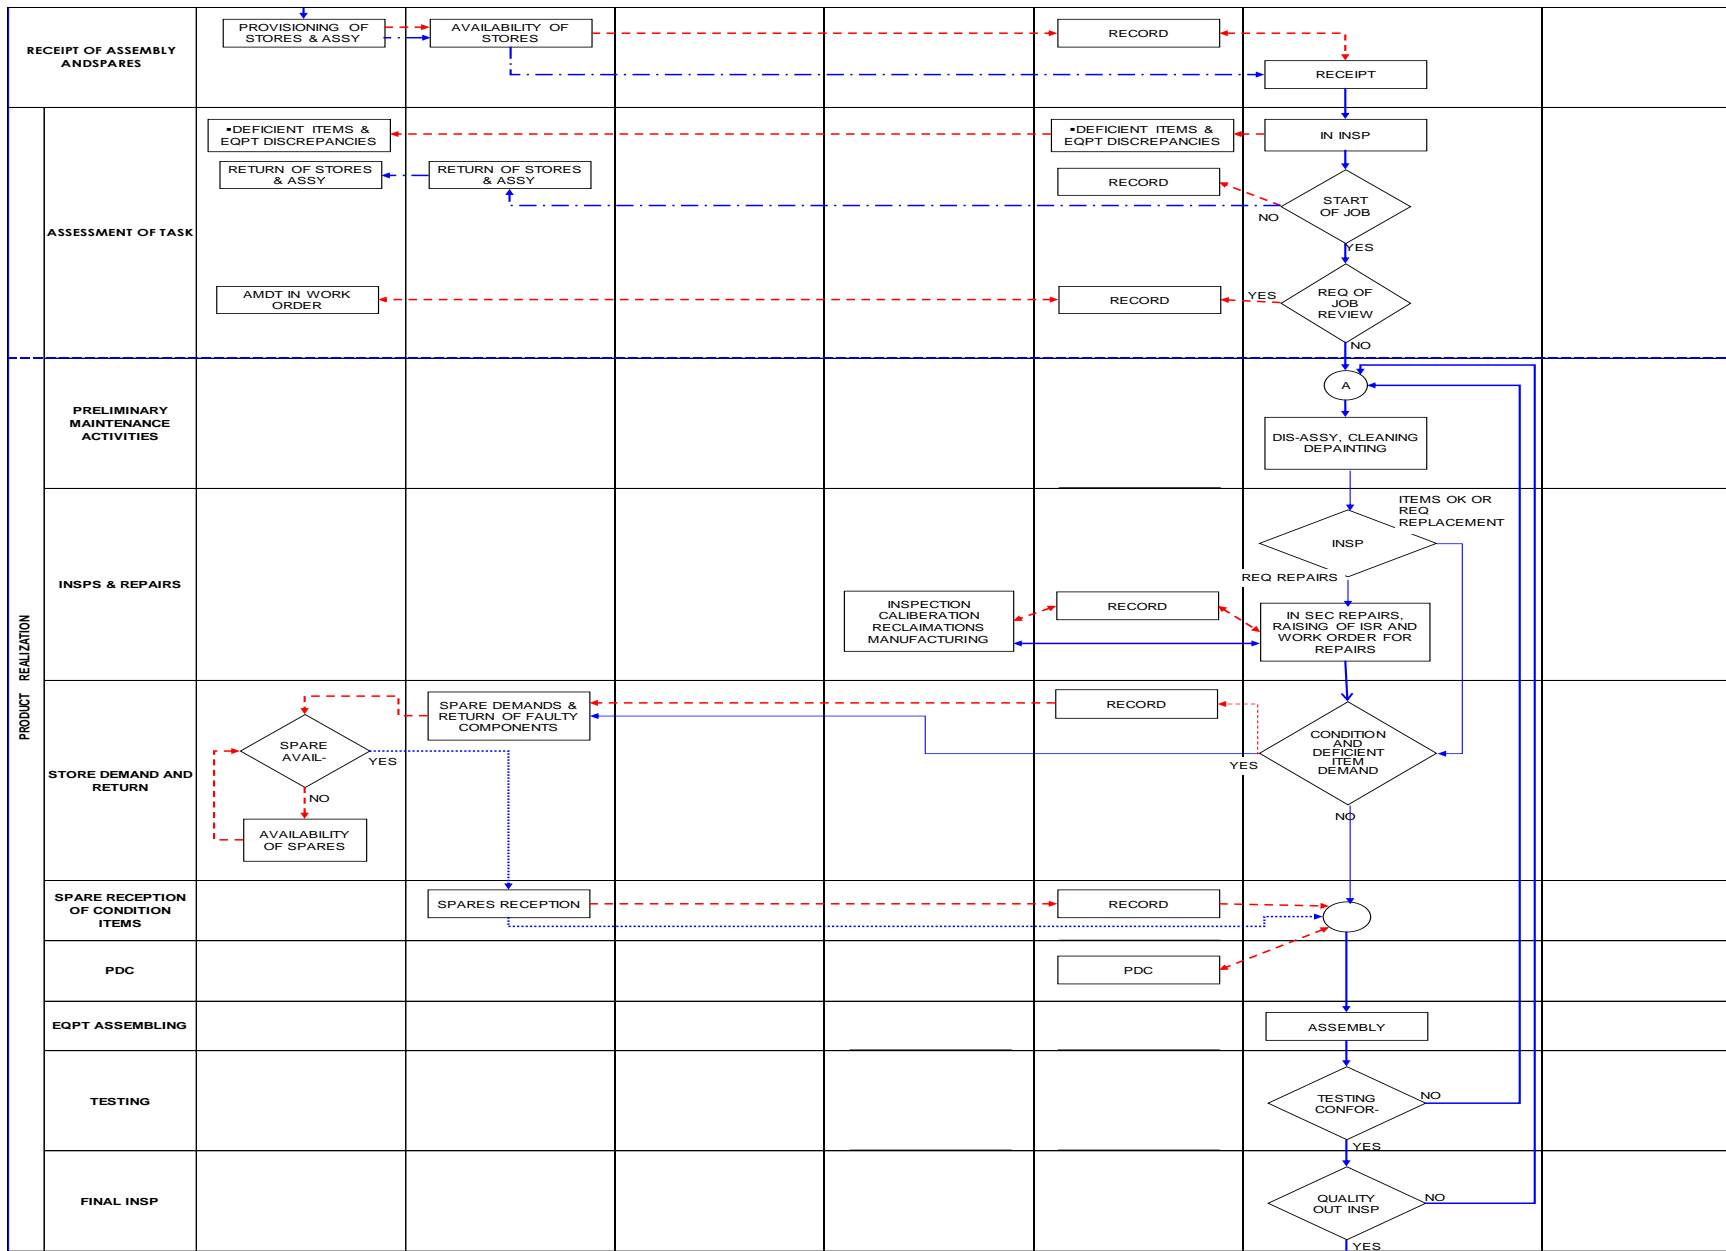 RECEIPT OF ASSEMBLY
ANDSPARES
PROVISIONING OF
STORES & ASSY
AVAILABILITY OF
STORES
RECORD
RECEIPT
PRODUCT REALIZATION
ASSESSMENT OF TASK
▪DEFICIENT ITEMS &
EQPT DISCREPANCIES
▪DEFICIENT ITEMS &
EQPT DISCREPANCIES
IN INSP
RETURN OF STORES
& ASSY
RETURN OF STORES
& ASSY
RECORD
START
OF JOB
NO
YES
AMDT IN WORK
ORDER
RECORD
YES
REQ OF
JOB
REVIEW
NO
PRELIMINARY
MAINTENANCE
ACTIVITIES
A
DIS-ASSY, CLEANING
DEPAINTING
INSPS & REPAIRS
ITEMS OK OR
REQ
REPLACEMENT
INSP
REQ REPAIRS
INSPECTION
CALIBERATION
RECLAIMATIONS
MANUFACTURING
RECORD
IN SEC REPAIRS,
RAISING OF ISR AND
WORK ORDER FOR
REPAIRS
STORE DEMAND AND
RETURN
SPARE
AVAIL-
YES
NO
AVAILABILITY
OF SPARES
SPARE DEMANDS &
RETURN OF FAULTY
COMPONENTS
RECORD
YES
CONDITION
AND
DEFICIENT
ITEM
DEMAND
NO
SPARE RECEPTION
OF CONDITION
ITEMS
SPARES RECEPTION
RECORD
PDC
PDC
EQPT ASSEMBLING
ASSEMBLY
TESTING
TESTING
CONFOR-
NO
YES
FINAL INSP
QUALITY
OUT INSP
NO
YES